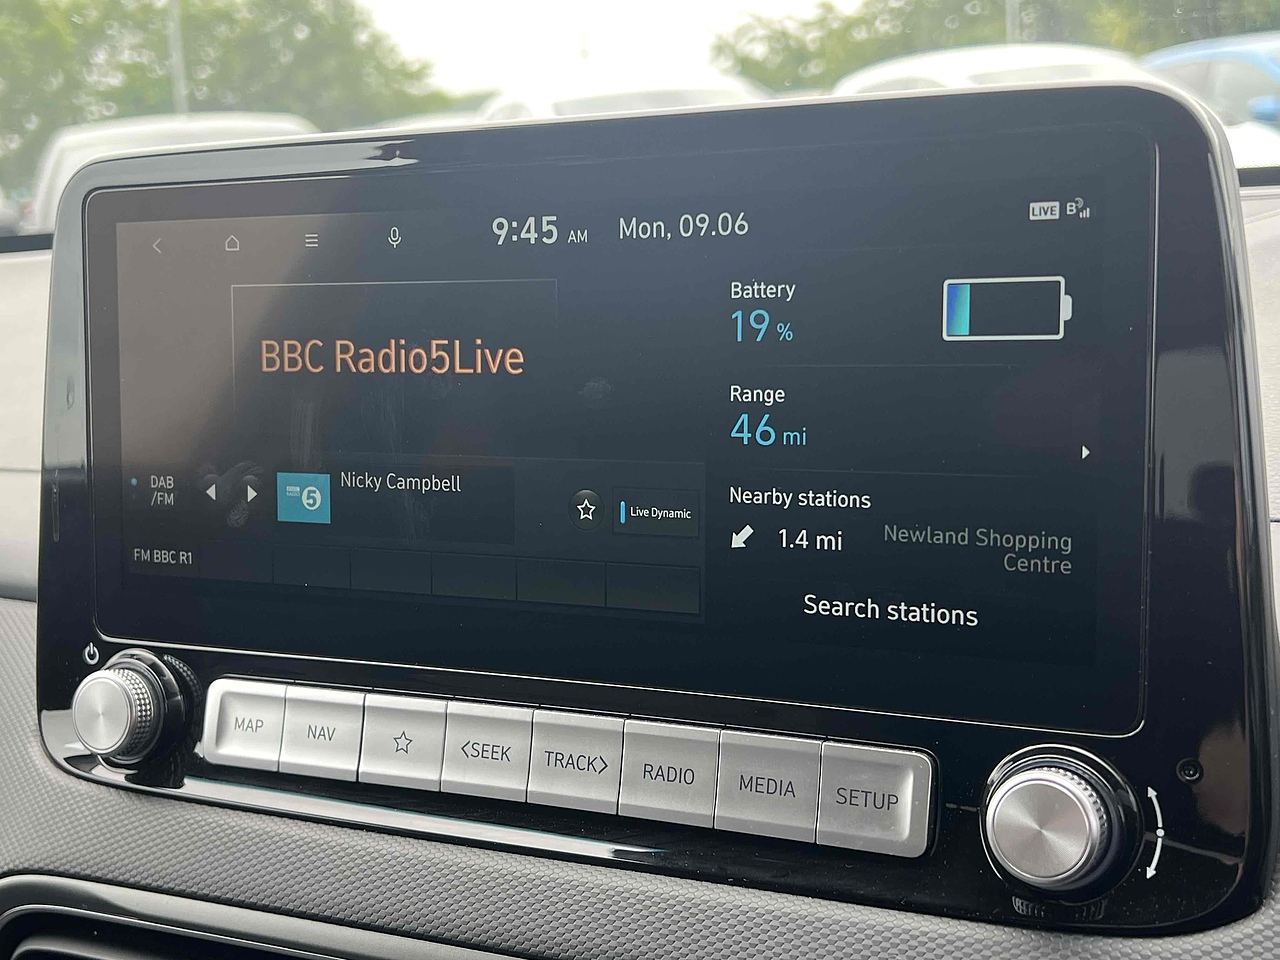 9:45 AM Mon, 09.06
LIVE B
BBC Radio5Live
Battery
19 %
Range
46 mi
DAB
/FM
5
Nicky Campbell
Live Dynamic
FM BBC R1
Nearby stations
1.4 mi
Newland Shopping
Centre
Search stations
MAP
NAV
<SEEK
TRACK>
RADIO
MEDIA
SETUP